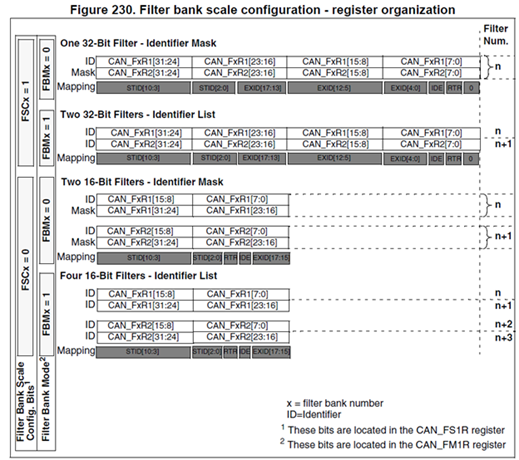 Figure 230. Filter bank scale configuration - register organization
Filter
Num.
One 32-Bit Filter - Identifier Mask
ID CAN_FxR1[31:24] CAN_FxR1[23:16] CAN_FxR1[15:8] CAN_FxR1[7:0]
Mask CAN_FxR2[31:24] CAN_FxR2[23:16] CAN_FxR2[15:8] CAN_FxR2[7:0]
n
Mapping STID[10:3] STID[2:0] EXID[17:13] EXID[12:5] EXID[4:0] IDE RTR 0
Two 32-Bit Filters - Identifier List
ID CAN_FxR1[31:24] CAN_FxR1[23:16] CAN_FxR1[15:8] CAN_FxR1[7:0] n
ID CAN_FxR2[31:24] CAN_FxR2[23:16] CAN_FxR2[15:8] CAN_FxR2[7:0] n+1
Mapping STID[10:3] STID[2:0] EXID[17:13] EXID[12:5] EXID[4:0] IDE RTR 0
Two 16-Bit Filters - Identifier Mask
ID CAN_FxR1[15:8] CAN_FxR1[7:0]
Mask CAN_FxR1[31:24] CAN_FxR1[23:16]
n
ID CAN_FxR2[15:8] CAN_FxR2[7:0]
Mask CAN_FxR2[31:24] CAN_FxR2[23:16]
n+1
Mapping STID[10:3] STID[2:0] RTR IDE EXID[17:15]
Four 16-Bit Filters - Identifier List
ID CAN_FxR1[15:8] CAN_FxR1[7:0] n
ID CAN_FxR1[31:24] CAN_FxR1[23:16] n+1
ID CAN_FxR2[15:8] CAN_FxR2[7:0] n+2
ID CAN_FxR2[31:24] CAN_FxR2[23:16] n+3
Mapping STID[10:3] STID[2:0] RTR IDE EXID[17:15]
FSCx = 1
FBMx = 0
FBMx = 1
FSCx = 0
FBMx = 0
FBMx = 1
Filter Bank Scale
Config. Bits1
Filter Bank Mode2
x = filter bank number
ID=Identifier
1 These bits are located in the CAN_FS1R register
2 These bits are located in the CAN_FM1R register